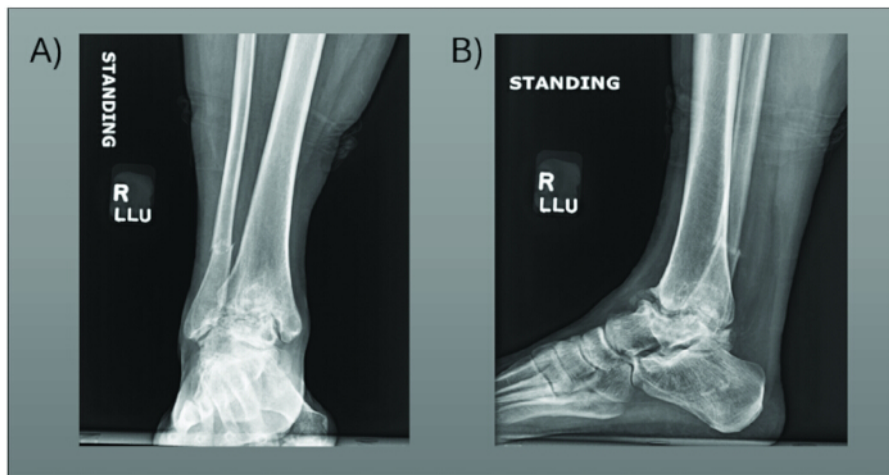 A)
STANDING
R
LLU
B)
STANDING
R
LLU